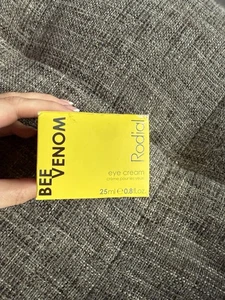 BEE
VENOM
Rodial
eye cream
25ml ℮ 0.8fl.oz.